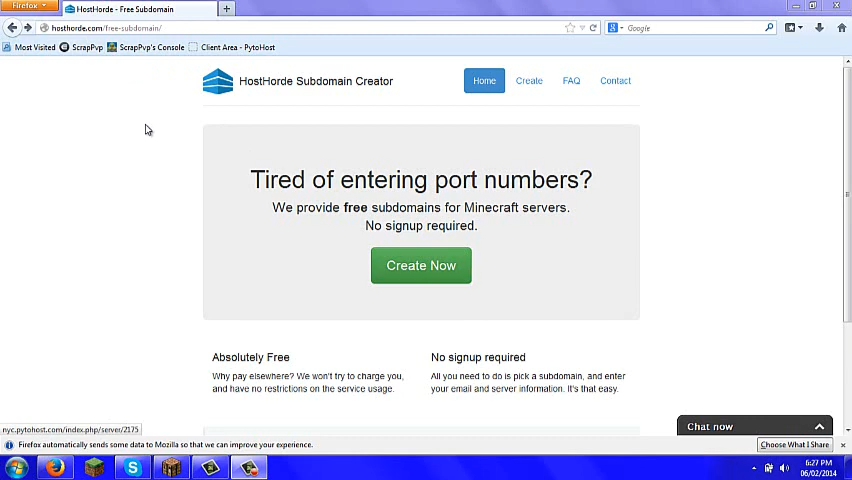 Firefox
HostHorde - Free Subdomain
hosthorde.com/free-subdomain/
Google
Most Visited
ScrapPvp
ScrapPvp's Console
Client Area - PytoHost
HostHorde Subdomain Creator
Home
Create
FAQ
Contact
Tired of entering port numbers?
We provide free subdomains for Minecraft servers.
No signup required.
Create Now
Absolutely Free
Why pay elsewhere? We won't try to charge you,
and have no restrictions on the service usage.
No signup required
All you need to do is pick a subdomain, and enter
your email and server information. It's that easy.
Chat now
nyc.pytohost.com/index.php/server/2175
Firefox automatically sends some data to Mozilla so that we can improve your experience.
Choose What I Share
6:27 PM
06/02/2014